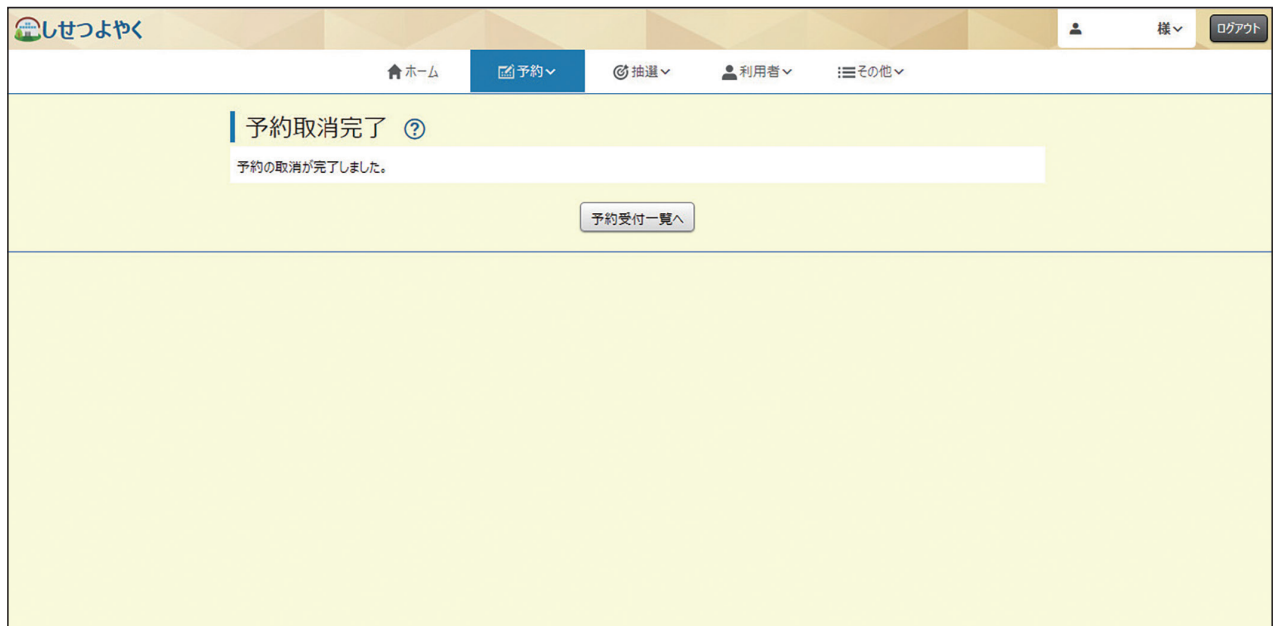 しせつよやく
様
ログアウト
ホーム 予約 抽選 利用者 その他
予約取消完了 ?
予約の取消が完了しました。
予約受付一覧へ